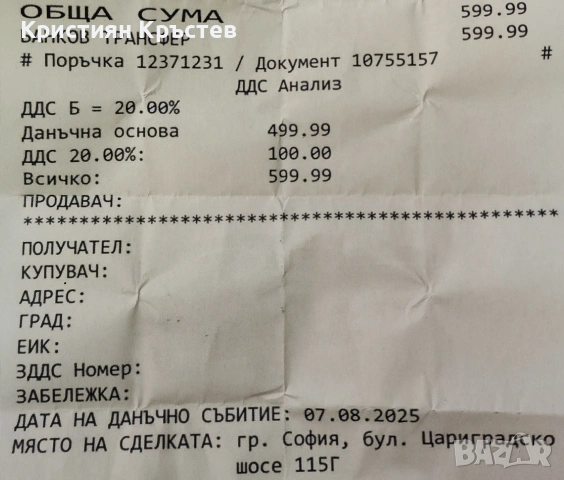 ОБЩА СУМА 599.99
Кристиян Кръстев
БАНКОВ ТРАНСФЕР 599.99
# Поръчка 12371231 / Документ 10755157 #
ДДС Анализ
ДДС Б = 20.00%
Данъчна основа 499.99
ДДС 20.00%: 100.00
Всичко: 599.99
ПРОДАВАЧ:
**************************************************
ПОЛУЧАТЕЛ:
КУПУВАЧ:
АДРЕС:
ГРАД:
ЕИК:
ЗДДС Номер:
ЗАБЕЛЕЖКА:
ДАТА НА ДАНЪЧНО СЪБИТИЕ: 07.08.2025
МЯСТО НА СДЕЛКАТА: гр. София, бул. Цариградско
шосе 115Г
BAZAR